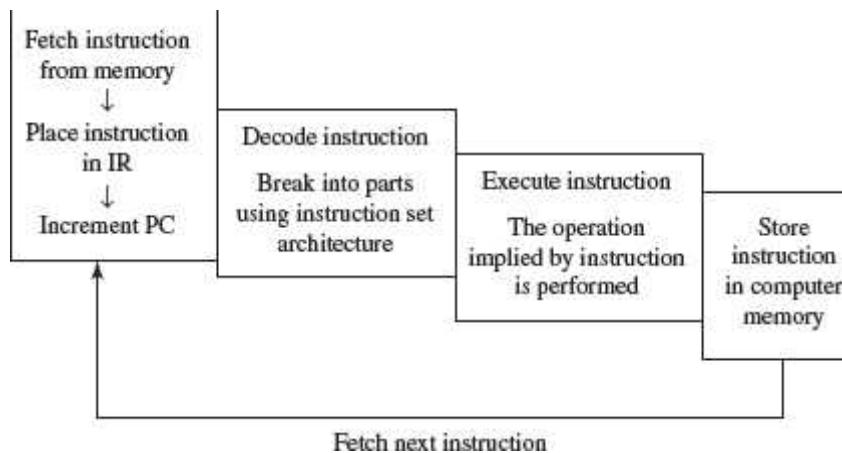 Fetch instruction
from memory
↓
Place instruction
in IR
↓
Increment PC
Decode instruction
Break into parts
using instruction set
architecture
Execute instruction
The operation
implied by instruction
is performed
Store
instruction
in computer
memory
Fetch next instruction